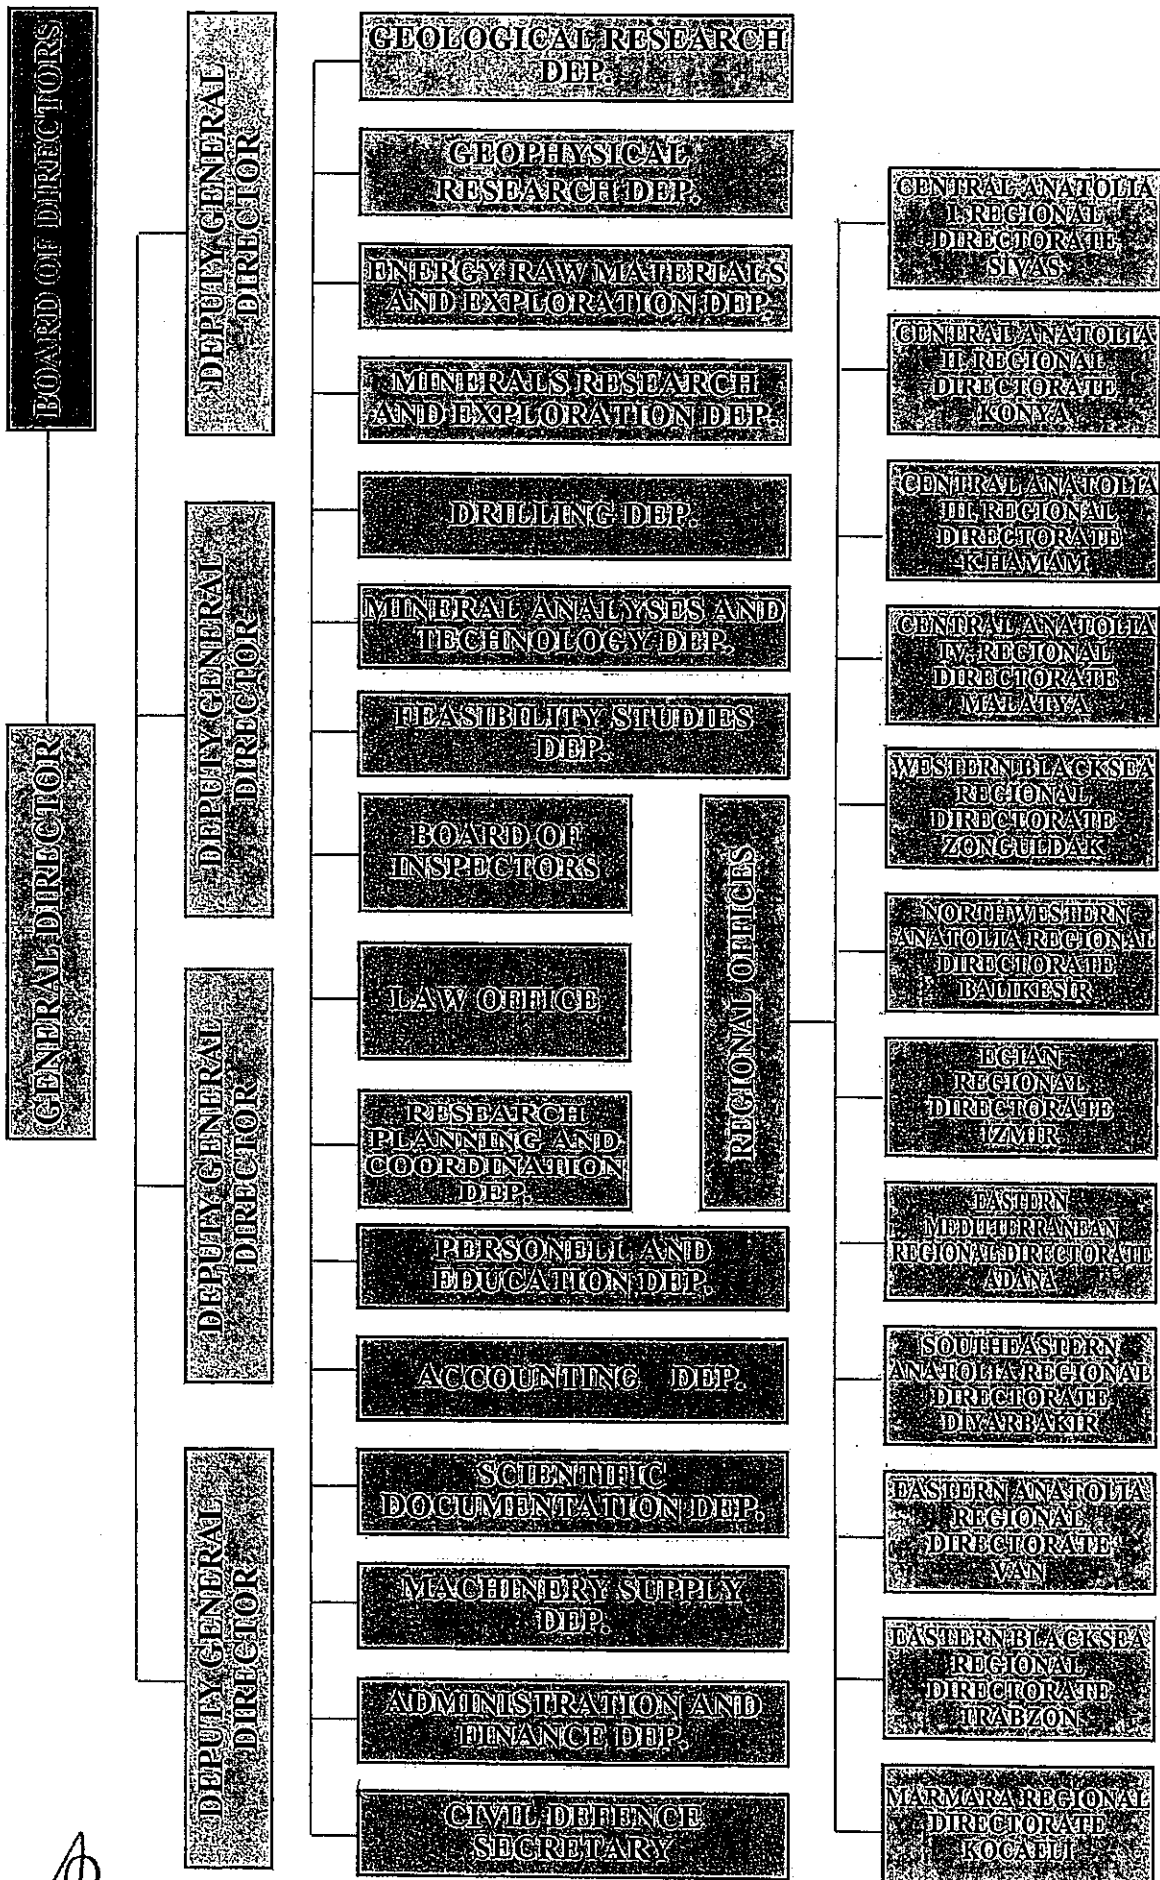 BOARD OF DIRECTORS
GENERAL DIRECTOR
DEPUTY GENERAL
DIRECTOR
DEPUTY GENERAL
DIRECTOR
DEPUTY GENERAL
DIRECTOR
DEPUTY GENERAL
DIRECTOR
GEOLOGICAL RESEARCH
DEP.
GEOPHYSICAL
RESEARCH DEP.
ENERGY RAW MATERIALS
AND EXPLORATION DEP.
MINERALS RESEARCH
AND EXPLORATION DEP.
DRILLING DEP.
MINERAL ANALYSES AND
TECHNOLOGY DEP.
FEASIBILITY STUDIES
DEP.
BOARD OF
INSPECTORS
LAW OFFICE
RESEARCH
PLANNING AND
COORDINATION
DEP.
PERSONELL AND
EDUCATION DEP.
ACCOUNTING DEP.
SCIENTIFIC
DOCUMENTATION DEP.
MACHINERY SUPPLY
DEP.
ADMINISTRATION AND
FINANCE DEP.
CIVIL DEFENCE
SECRETARY
REGIONAL OFFICES
CENTRAL ANATOLIA
I. REGIONAL
DIRECTORATE
SIVAS
CENTRAL ANATOLIA
II. REGIONAL
DIRECTORATE
KONYA
CENTRAL ANATOLIA
III. REGIONAL
DIRECTORATE
K.HAMAM
CENTRAL ANATOLIA
IV. REGIONAL
DIRECTORATE
MALATYA
WESTERN BLACKSEA
REGIONAL
DIRECTORATE
ZONGULDAK
NORTHWESTERN
ANATOLIA REGIONAL
DIRECTORATE
BALIKESİR
EGIAN
REGIONAL
DIRECTORATE
IZMIR
EASTERN
MEDITERRANEAN
REGIONAL DIRECTORATE
ADANA
SOUTHEASTERN
ANATOLIA REGIONAL
DIRECTORATE
DIYARBAKIR
EASTERN ANATOLIA
REGIONAL
DIRECTORATE
VAN
EASTERN BLACKSEA
REGIONAL
DIRECTORATE
TRABZON
MARMARA REGIONAL
DIRECTORATE
KOCAELI